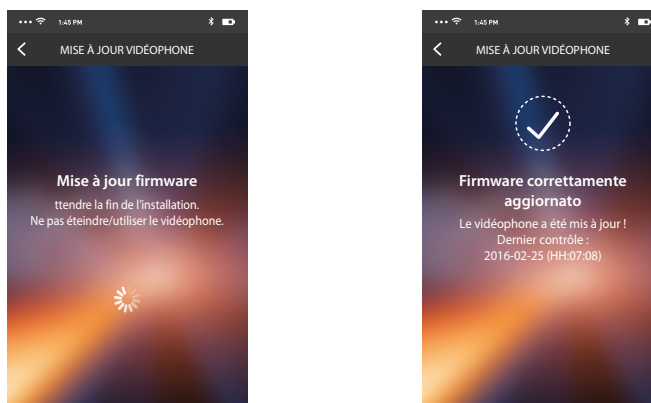 1:45 PM
MISE À JOUR VIDÉOPHONE
Mise à jour firmware
ttendre la fin de l'installation.
Ne pas éteindre/utiliser le vidéophone.
1:45 PM
MISE À JOUR VIDÉOPHONE
Firmware correttamente
aggiornato
Le vidéophone a été mis à jour !
Dernier contrôle :
2016-02-25 (HH:07:08)